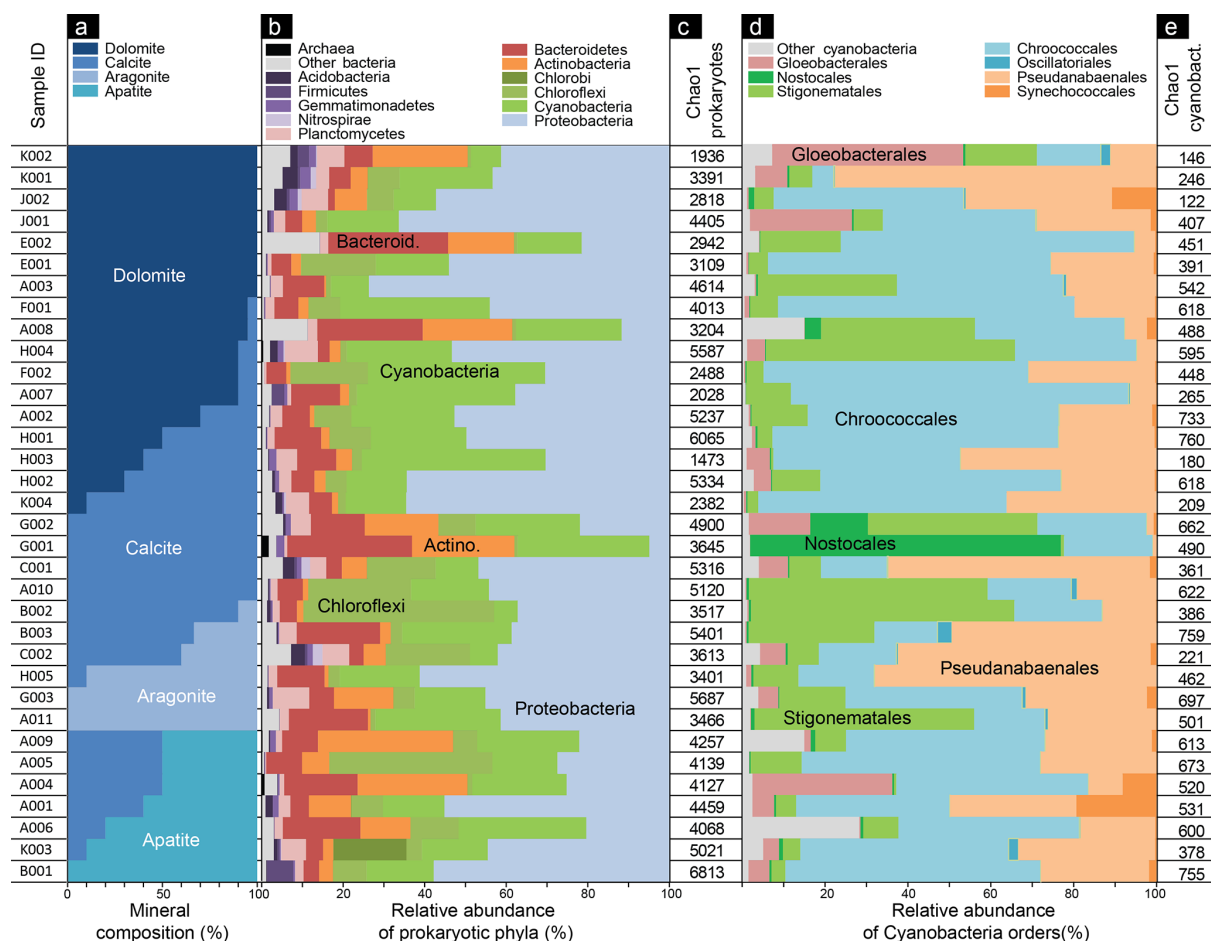 a b c d e
Sample ID
Dolomite
Calcite
Aragonite
Apatite
Archaea
Other bacteria
Acidobacteria
Firmicutes
Gemmatimonadetes
Nitrospirae
Planctomycetes
Bacteroidetes
Actinobacteria
Chlorobi
Chloroflexi
Cyanobacteria
Proteobacteria
Chao1
prokaryotes
Other cyanobacteria
Gloeobacterales
Nostocales
Stigonematales
Chroococcales
Oscillatoriales
Pseudanabaenales
Synechococcales
Chao1
cyanobact.
K002 1936 Gloeobacterales 146
K001 3391 246
J002 2818 122
J001 4405 407
E002 Bacteroid. 2942 451
E001 Dolomite 3109 391
A003 4614 542
F001 4013 618
A008 3204 488
H004 5587 595
F002 Cyanobacteria 2488 448
A007 2028 265
A002 5237 Chroococcales 733
H001 6065 760
H003 1473 180
H002 5334 618
K004 2382 209
G002 4900 662
G001 Calcite Actino. 3645 Nostocales 490
C001 5316 361
A010 5120 622
B002 Chloroflexi 3517 386
B003 5401 759
C002 3613 221
H005 3401 Pseudanabaenales 462
G003 Aragonite 5687 697
A011 Proteobacteria 3466 Stigonematales 501
A009 4257 613
A005 4139 673
A004 4127 520
A001 4459 531
A006 4068 600
K003 Apatite 5021 378
B001 6813 755
0 100 20 40 60 80 100 20 40 60 80 100
Mineral
composition (%)
Relative abundance
of prokaryotic phyla (%)
Relative abundance
of Cyanobacteria orders(%)